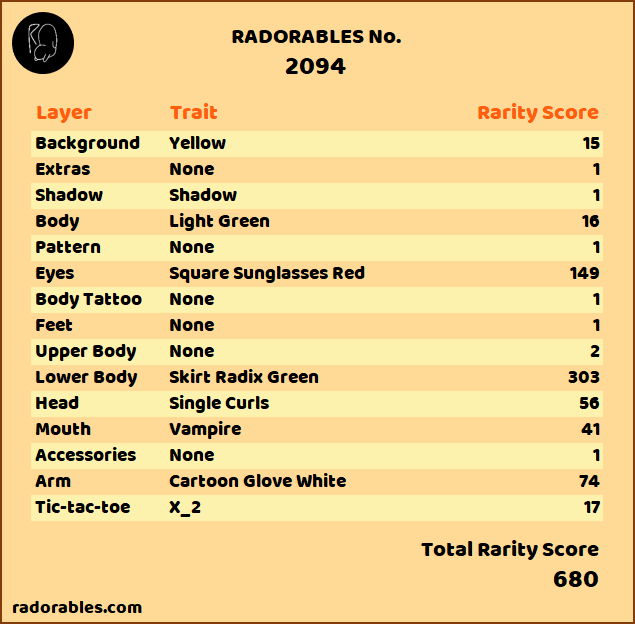 RADORABLES No.
2094
Layer Trait Rarity Score
Background Yellow 15
Extras None 1
Shadow Shadow 1
Body Light Green 16
Pattern None 1
Eyes Square Sunglasses Red 149
Body Tattoo None 1
Feet None 1
Upper Body None 2
Lower Body Skirt Radix Green 303
Head Single Curls 56
Mouth Vampire 41
Accessories None 1
Arm Cartoon Glove White 74
Tic-tac-toe X_2 17
Total Rarity Score
680
radorables.com